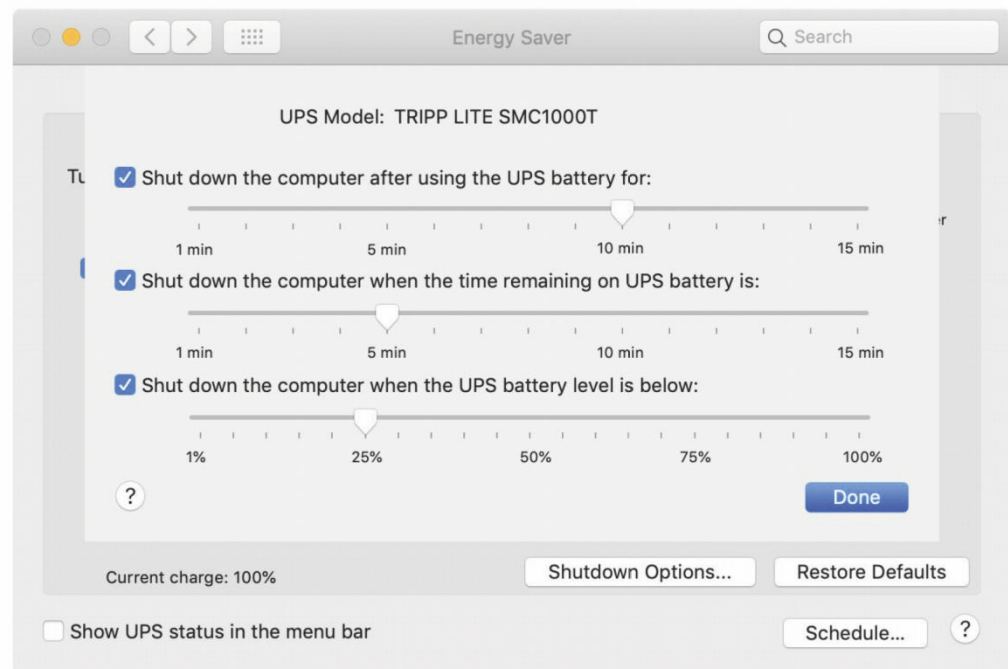 Energy Saver
Search
UPS Model: TRIPP LITE SMC1000T
Tu
Shut down the computer after using the UPS battery for:
er
1 min 5 min 10 min 15 min
Shut down the computer when the time remaining on UPS battery is:
1 min 5 min 10 min 15 min
Shut down the computer when the UPS battery level is below:
1% 25% 50% 75% 100%
? Done
Current charge: 100% Shutdown Options... Restore Defaults
Show UPS status in the menu bar Schedule... ?